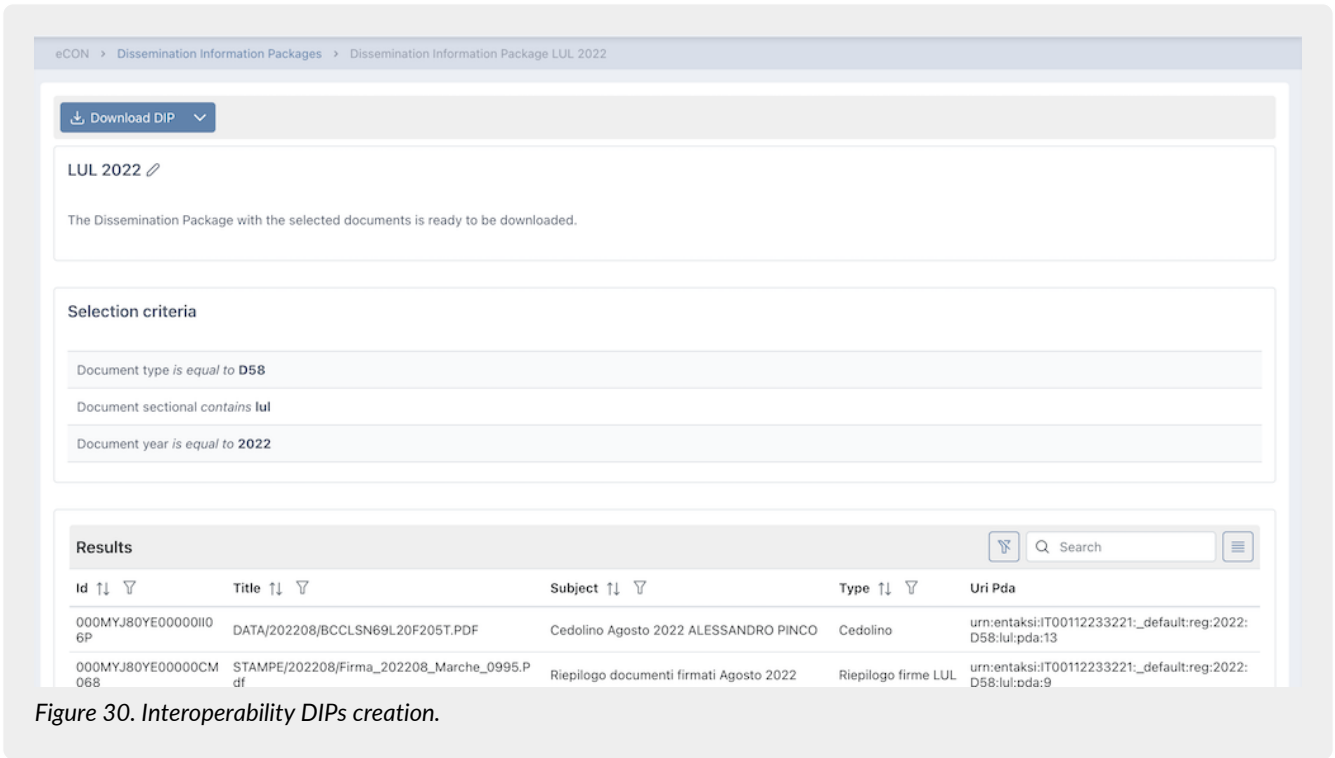 eCON > Dissemination Information Packages > Dissemination Information Package LUL 2022
Download DIP
LUL 2022
The Dissemination Package with the selected documents is ready to be downloaded.
Selection criteria
Document type is equal to D58
Document sectional contains lul
Document year is equal to 2022
Results Search
Id Title Subject Type Uri Pda
000MYJ80YE00000II0
6P DATA/202208/BCCLSN69L20F205T.PDF Cedolino Agosto 2022 ALESSANDRO PINCO Cedolino urn:entaksi:IT00112233221:_default:reg:2022:
D58:lul:pda:13
000MYJ80YE00000CM
068 STAMPE/202208/Firma_202208_Marche_0995.P
df Riepilogo documenti firmati Agosto 2022 Riepilogo firme LUL urn:entaksi:IT00112233221:_default:reg:2022:
D58:lul:pda:9
Figure 30. Interoperability DIPs creation.